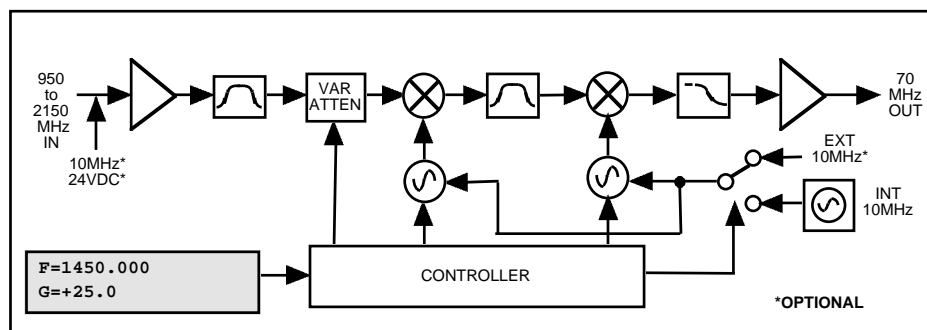 950
to
2150
MHz
IN
10MHz*
24VDC*
VAR
ATTEN
70
MHz
OUT
EXT
10MHz*
INT
10MHz
F=1450.000
G=+25.0
CONTROLLER
*OPTIONAL